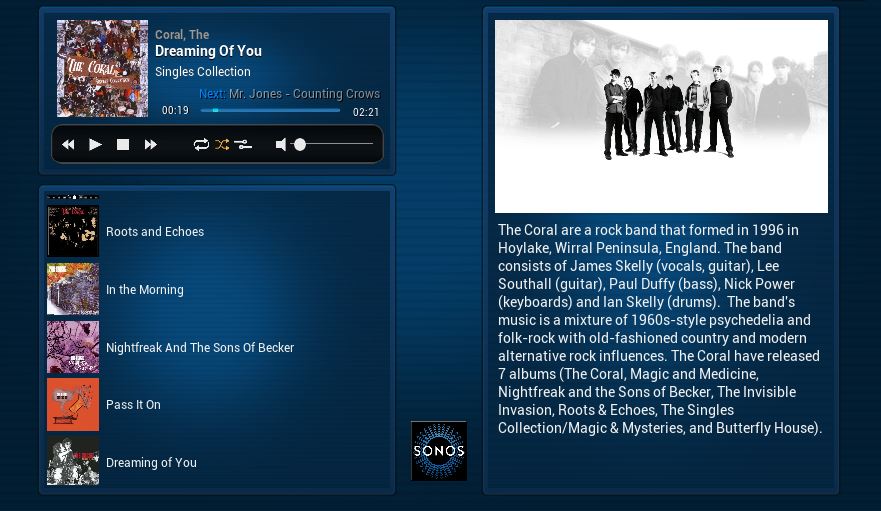 Coral, The
Dreaming Of You
Singles Collection
Next: Mr. Jones - Counting Crows
00:19
02:21
THE CORAL
Roots and Echoes
In the Morning
Nightfreak And The Sons Of Becker
Pass It On
Dreaming of You
SONOS
The Coral are a rock band that formed in 1996 in
Hoylake, Wirral Peninsula, England. The band
consists of James Skelly (vocals, guitar), Lee
Southall (guitar), Paul Duffy (bass), Nick Power
(keyboards) and Ian Skelly (drums).  The band's
music is a mixture of 1960s-style psychedelia and
folk-rock with old-fashioned country and modern
alternative rock influences. The Coral have released
7 albums (The Coral, Magic and Medicine,
Nightfreak and the Sons of Becker, The Invisible
Invasion, Roots & Echoes, The Singles
Collection/Magic & Mysteries, and Butterfly House).